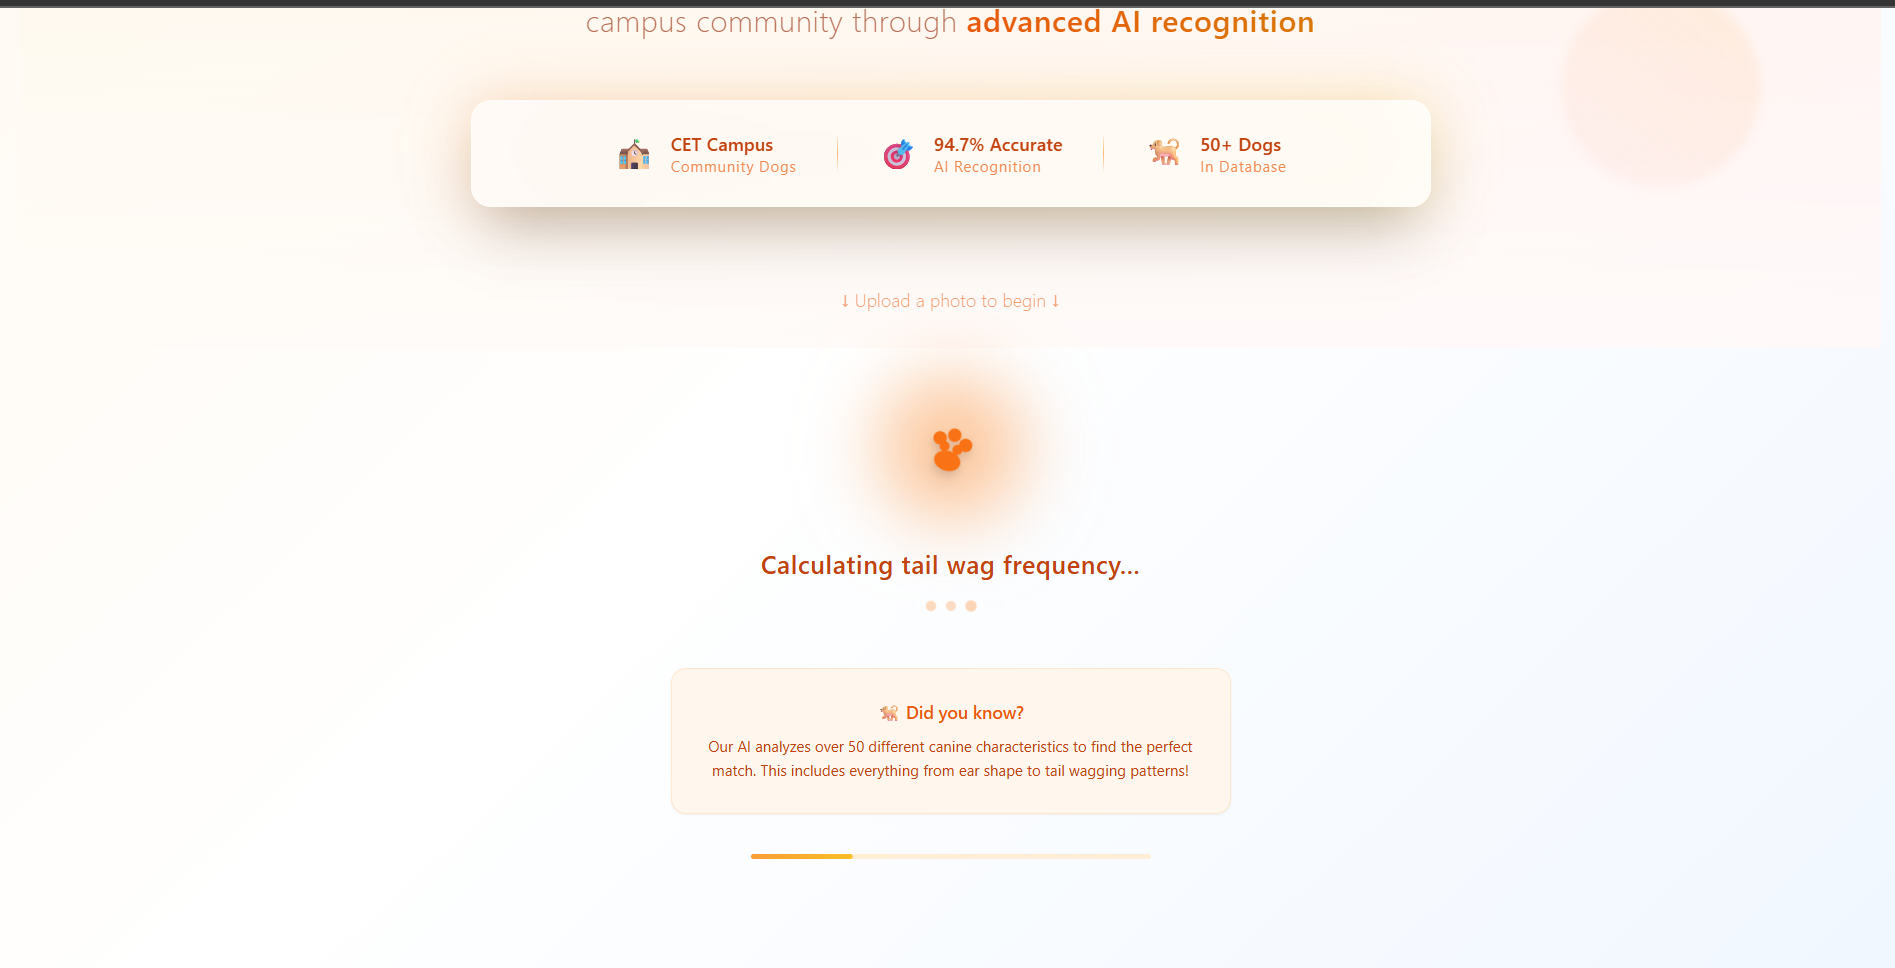 campus community through advanced AI recognition
CET Campus
Community Dogs
94.7% Accurate
AI Recognition
50+ Dogs
In Database
↓ Upload a photo to begin ↓
Calculating tail wag frequency...
Did you know?
Our AI analyzes over 50 different canine characteristics to find the perfect
match. This includes everything from ear shape to tail wagging patterns!